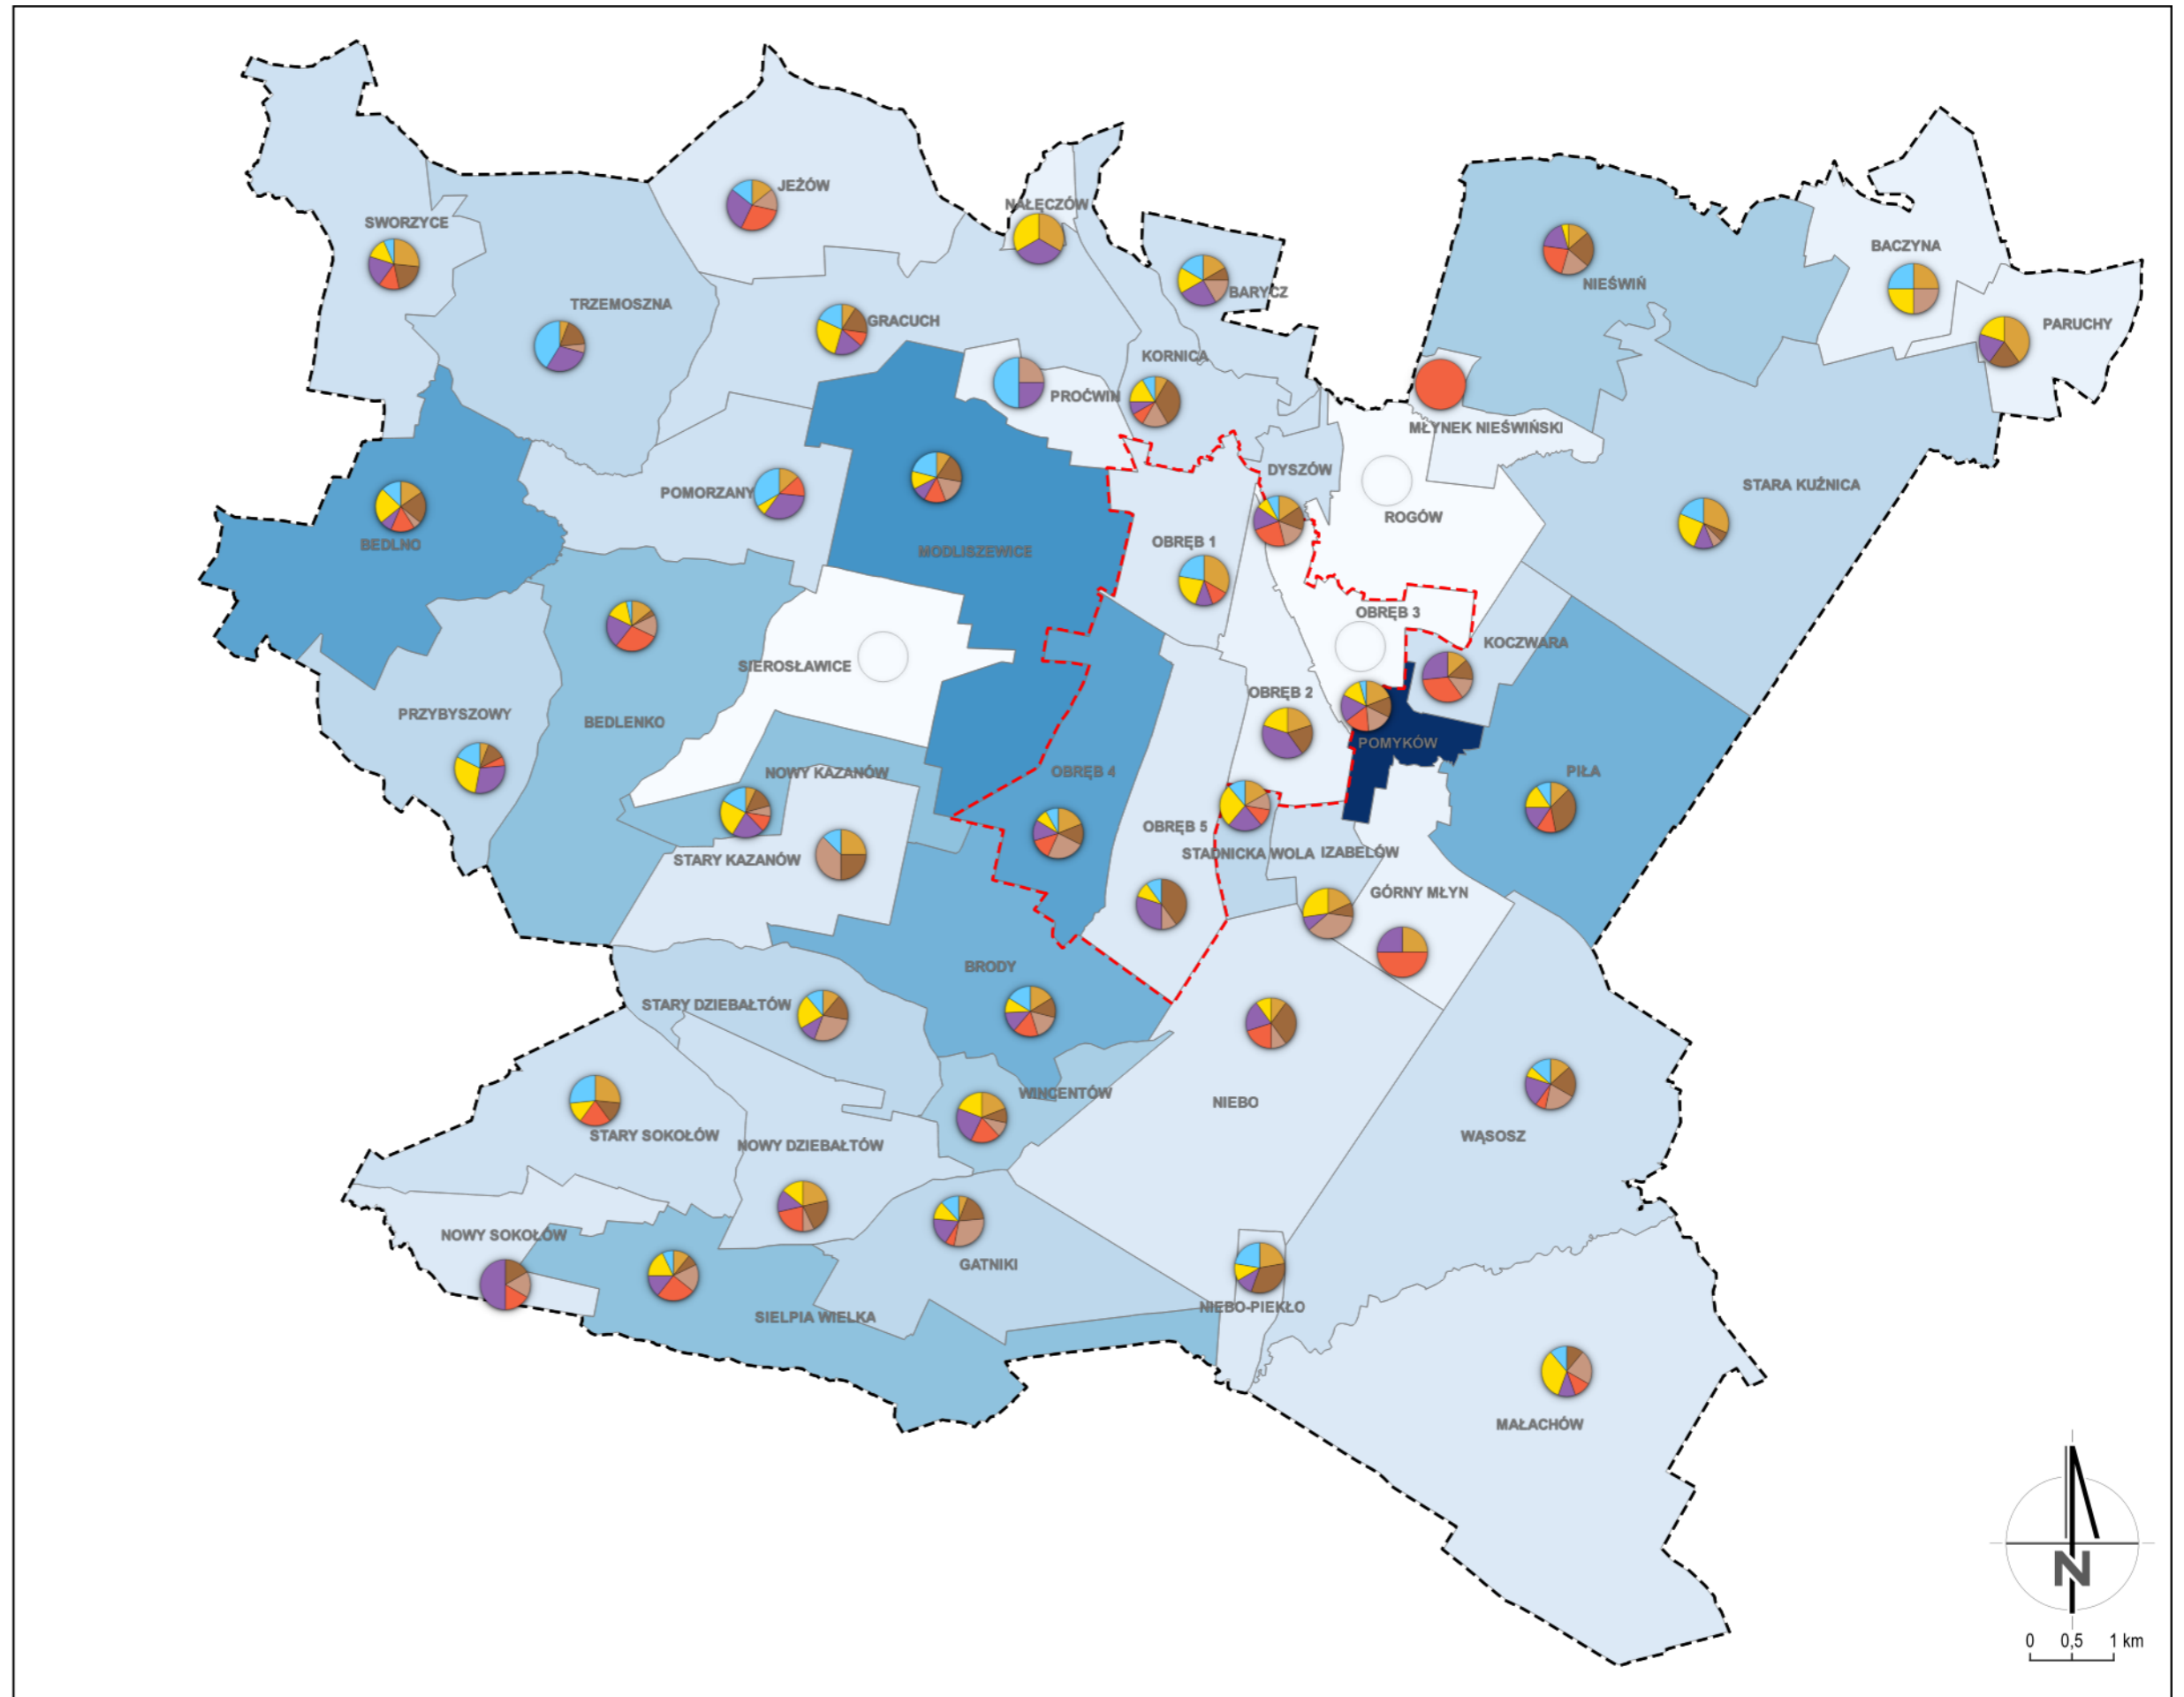 JEŻÓW
NAŁĘCZÓW
SWORZYCE
BACZYNA
NIEŚWIŃ
BARYCZ
TRZEMOSZNA
GRACUCH
PARUCHY
KORNICA
PROĆWIN
MŁYNEK NIEŚWIŃSKI
DYSZÓW
STARA KUŹNICA
POMORZANY
ROGÓW
BEDLNO
MODLISZEWICE
OBRĘB 1
OBRĘB 3
KOCZWARA
SIEROSŁAWICE
OBRĘB 2
PRZYBYSZOWY
BEDLENKO
POMYKÓW
NOWY KAZANÓW
OBRĘB 4
PIŁA
OBRĘB 5
STARY KAZANÓW
STADNICKA WOLA
IZABELÓW
GÓRNY MŁYN
BRODY
STARY DZIEBAŁTÓW
WINCENTÓW
NIEBO
STARY SOKOŁÓW
WĄSOSZ
NOWY DZIEBAŁTÓW
NOWY SOKOŁÓW
GATNIKI
NIEBO-PIEKŁO
SIELPIA WIELKA
MAŁACHÓW
N
0 0,5 1 km